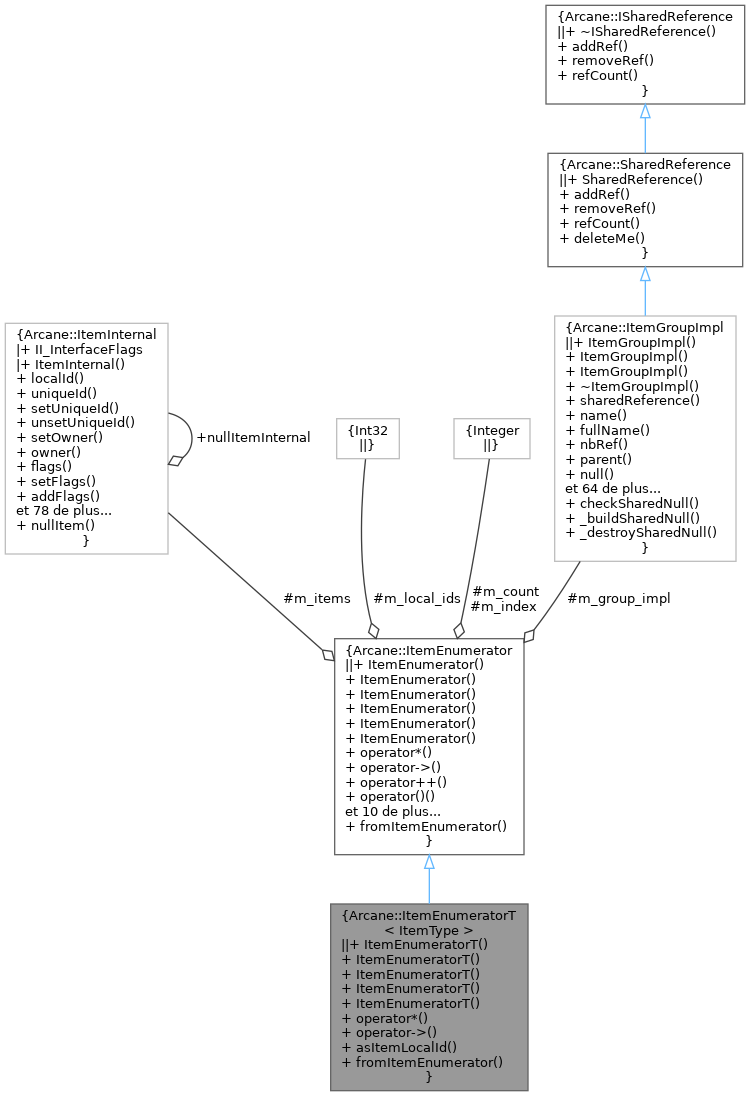 {Arcane::ISharedReference
||+ ~ISharedReference()
+ addRef()
+ removeRef()
+ refCount()
}
{Arcane::SharedReference
||+ SharedReference()
+ addRef()
+ removeRef()
+ refCount()
+ deleteMe()
}
{Arcane::ItemGroupImpl
||+ ItemGroupImpl()
+ ItemGroupImpl()
+ ItemGroupImpl()
+ ~ItemGroupImpl()
+ sharedReference()
+ name()
+ fullName()
+ nbRef()
+ parent()
+ null()
et 64 de plus...
+ checkSharedNull()
+ _buildSharedNull()
+ _destroySharedNull()
}
{Arcane::ItemInternal
|+ II_InterfaceFlags
|+ ItemInternal()
+ localId()
+ uniqueId()
+ setUniqueId()
+ unsetUniqueId()
+ setOwner()
+ owner()
+ flags()
+ setFlags()
+ addFlags()
et 78 de plus...
+ nullItem()
}
+nullItemInternal
{Int32
||}
{Integer
||}
#m_items
#m_local_ids
#m_count
#m_index
#m_group_impl
{Arcane::ItemEnumerator
||+ ItemEnumerator()
+ ItemEnumerator()
+ ItemEnumerator()
+ ItemEnumerator()
+ ItemEnumerator()
+ ItemEnumerator()
+ operator*()
+ operator->()
+ operator++()
+ operator()()
et 10 de plus...
+ fromItemEnumerator()
}
{Arcane::ItemEnumeratorT
< ItemType >
||+ ItemEnumeratorT()
+ ItemEnumeratorT()
+ ItemEnumeratorT()
+ ItemEnumeratorT()
+ ItemEnumeratorT()
+ operator*()
+ operator->()
+ asItemLocalId()
+ fromItemEnumerator()
}